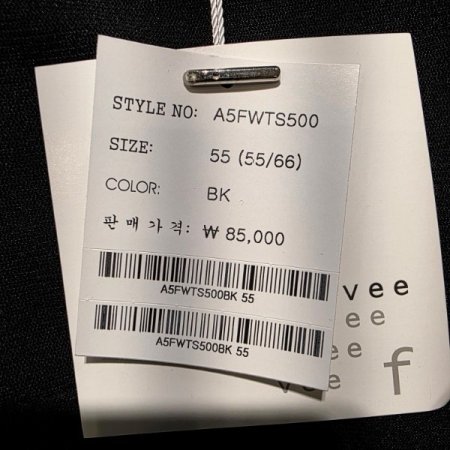 STYLE NO: A5FWTS500
SIZE: 55 (55/66)
COLOR: BK
판매가격: ₩ 85,000
A5FWTS500BK 55
A5FWTS500BK 55
vee
ee
ee
vee f